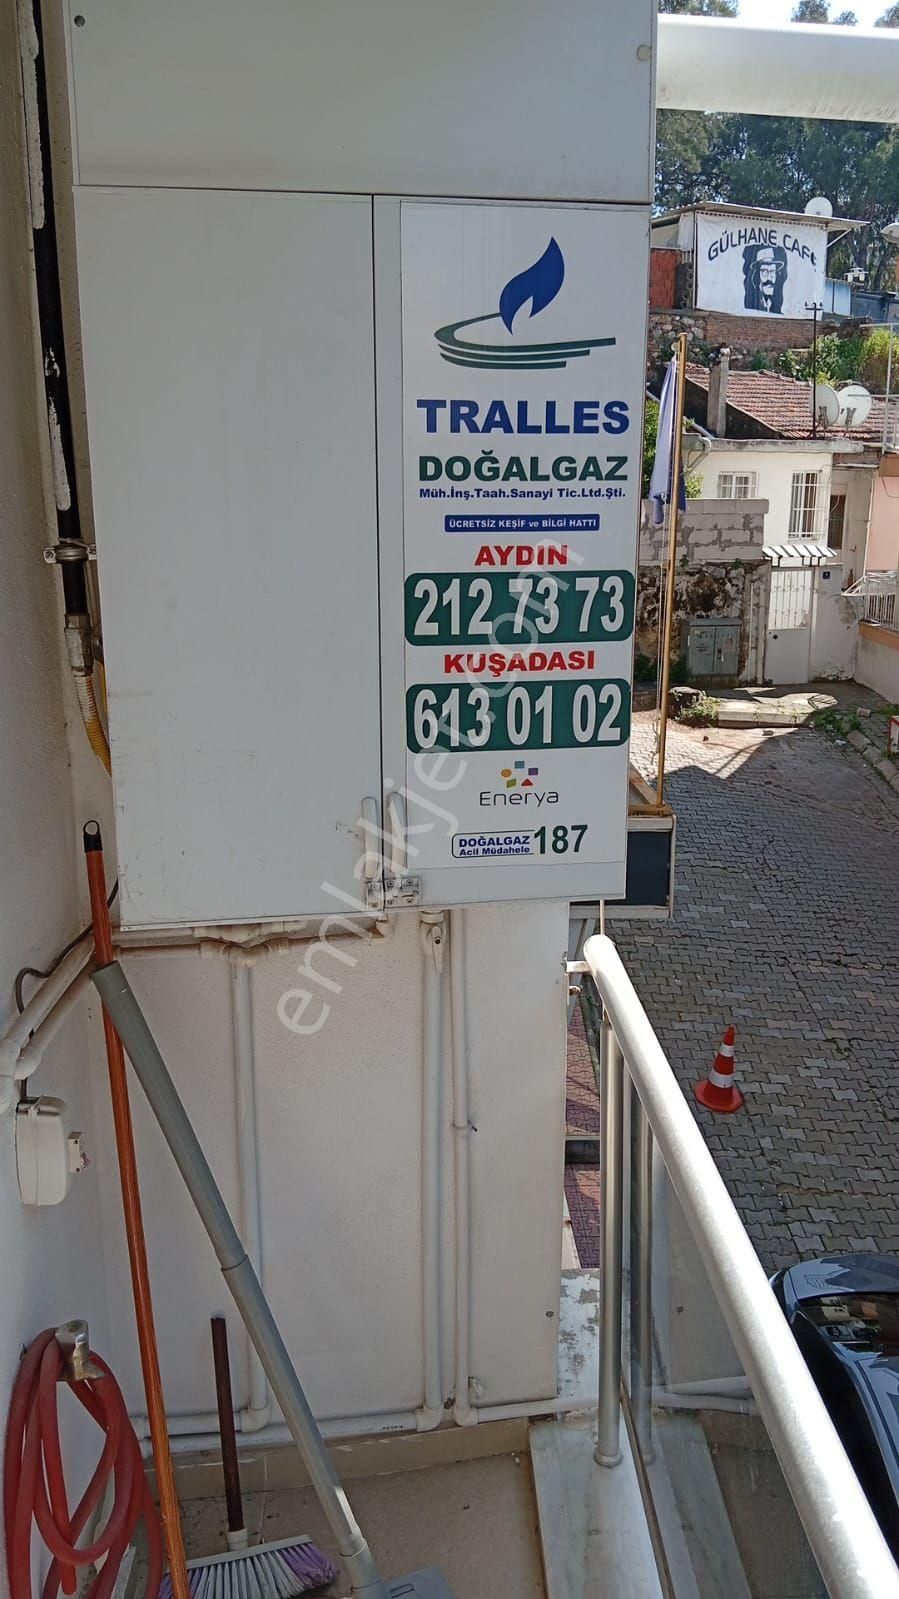 GÜLHANE CAFE
TRALLES
DOĞALGAZ
Müh.İnş.Taah.Sanayi Tic.Ltd.Şti.
ÜCRETSİZ KEŞİF ve BİLGİ HATTI
AYDIN
212 73 73
KUŞADASI
613 01 02
Enerya
DOĞALGAZ
Acil Müdahele 187
emlakjet.com